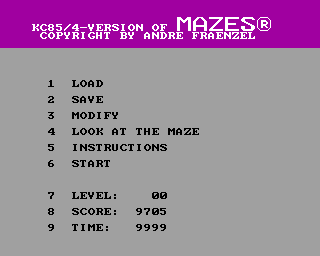 KC85/4-VERSION OF MAZES®
COPYRIGHT BY ANDRE FRAENZEL
1 LOAD
2 SAVE
3 MODIFY
4 LOOK AT THE MAZE
5 INSTRUCTIONS
6 START
7 LEVEL: 00
8 SCORE: 9705
9 TIME: 9999